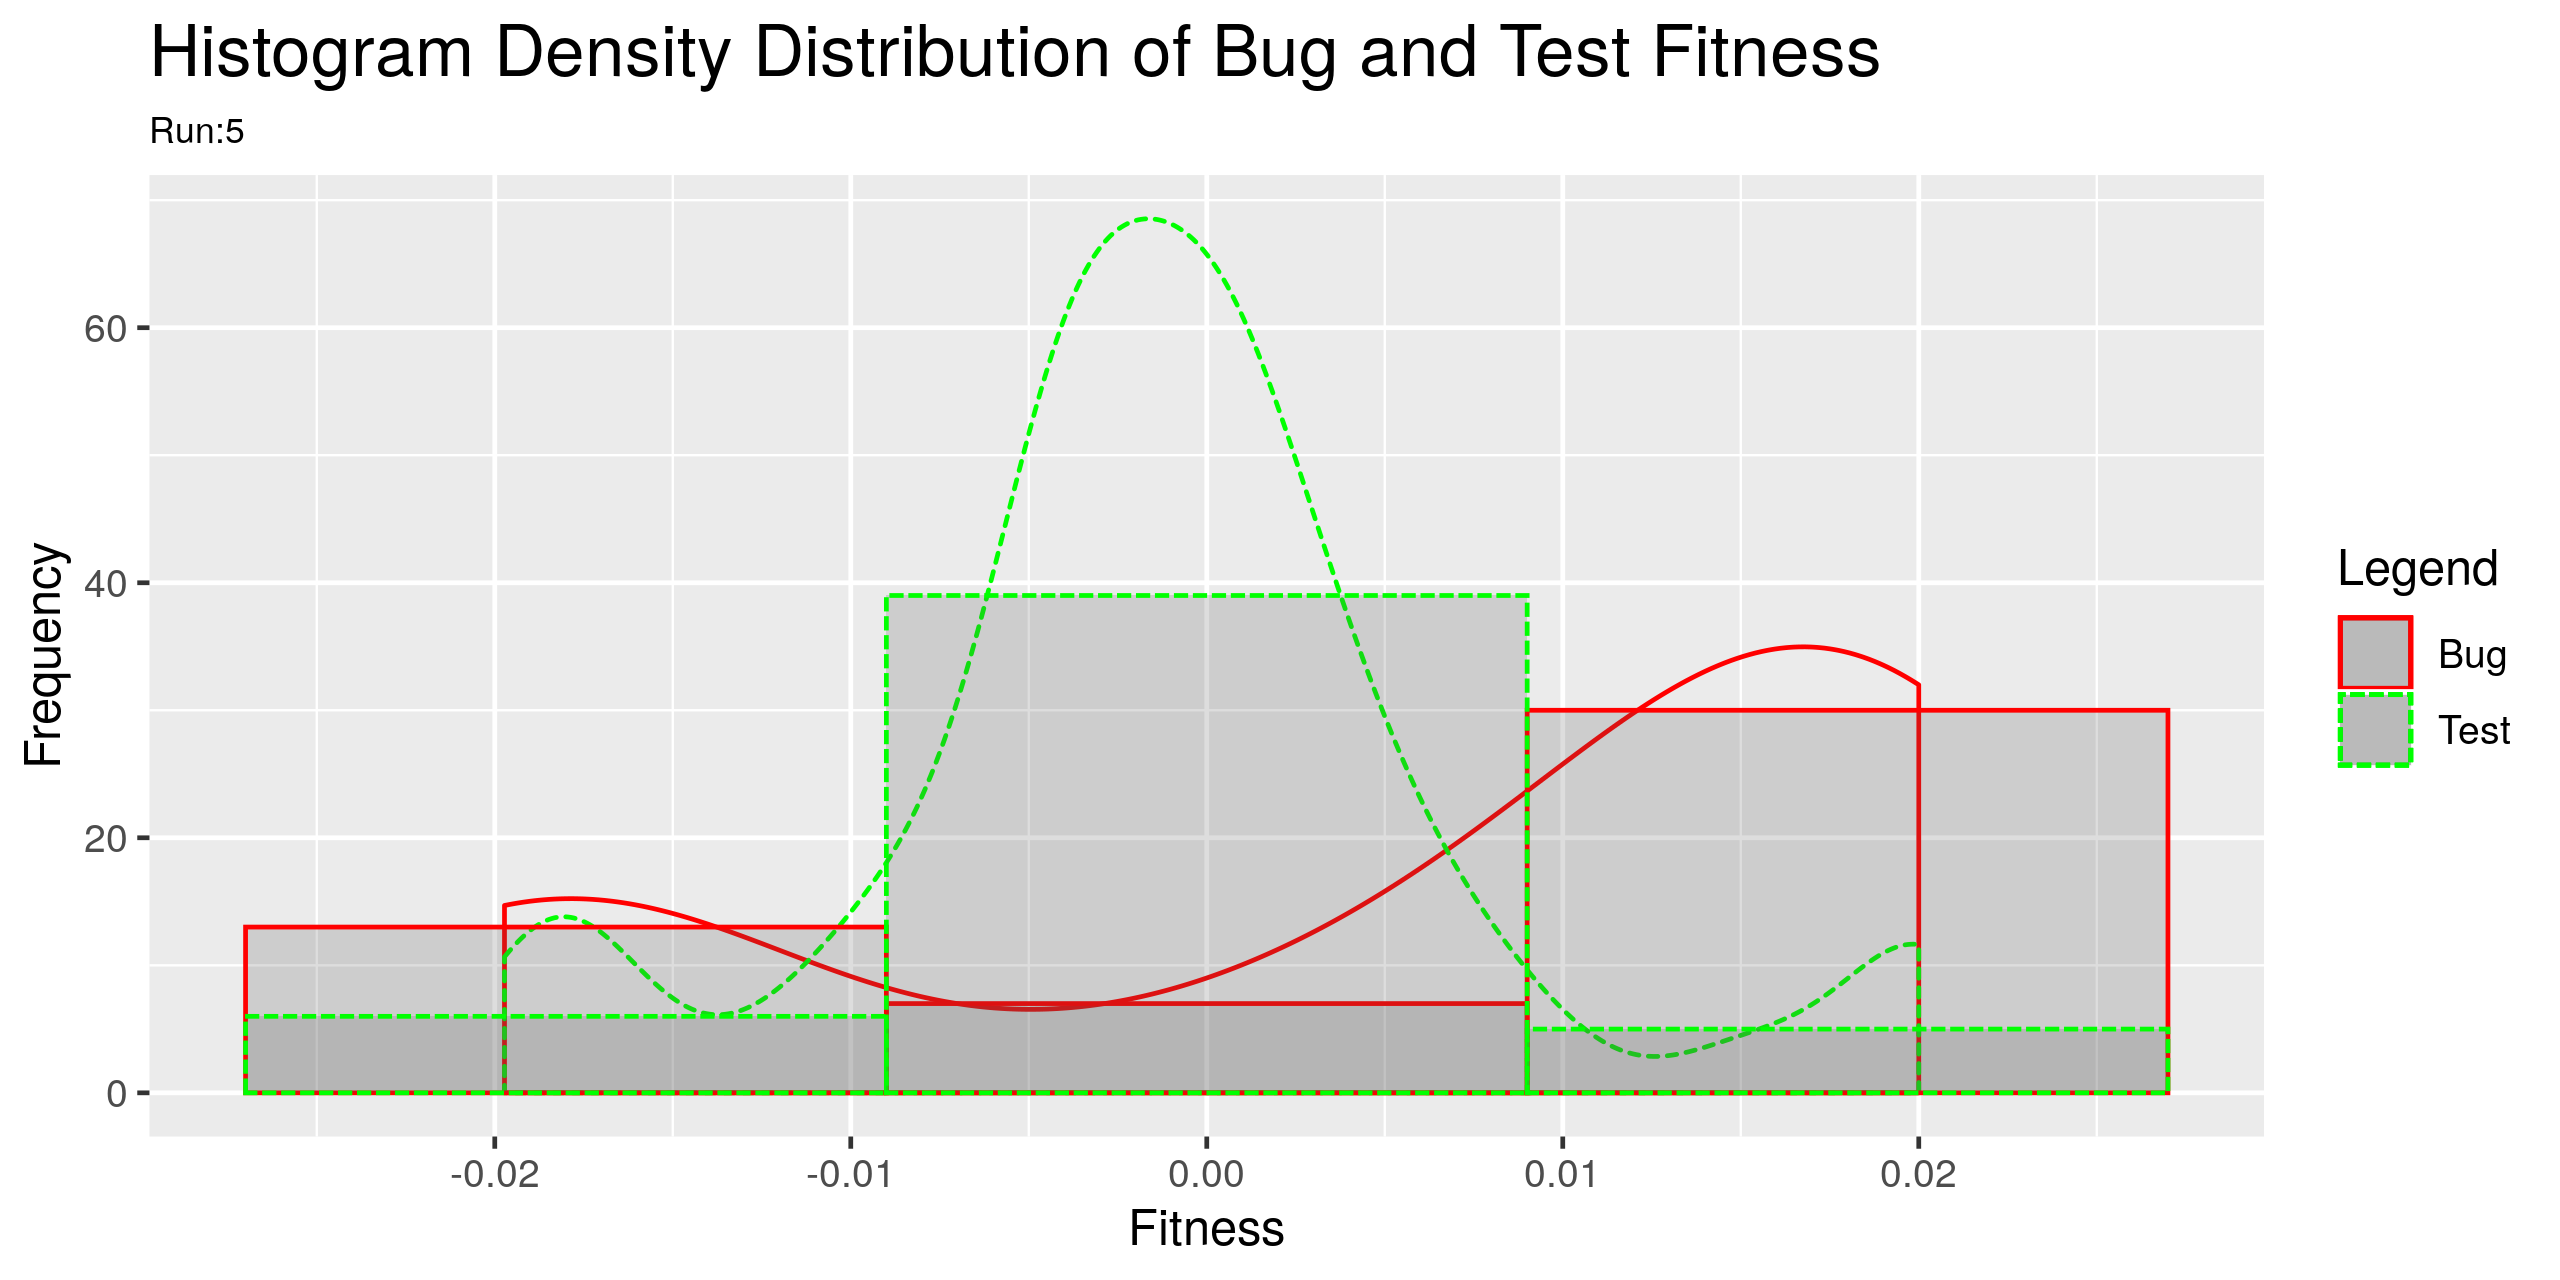 Histogram Density Distribution of Bug and Test Fitness
Run:5
Frequency
60
40
20
0
-0.02
-0.01
0.00
0.01
0.02
Fitness
Legend
Bug
Test